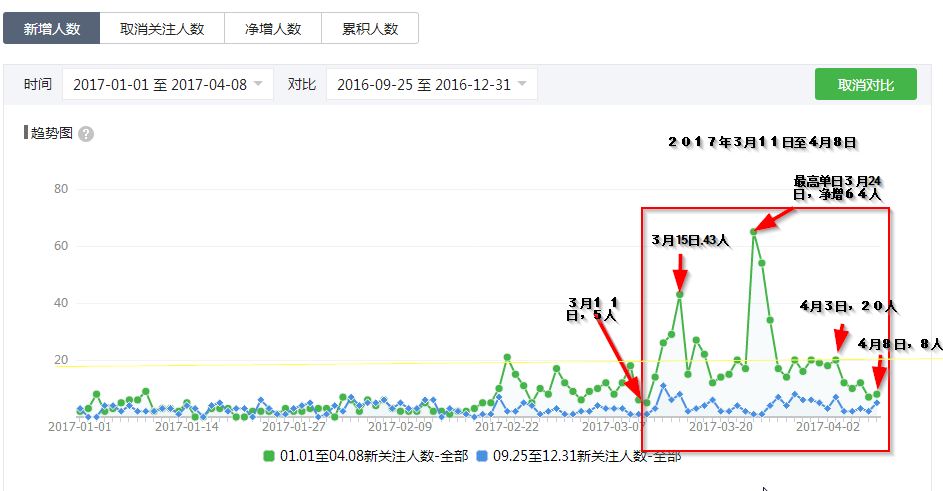 新增人数 取消关注人数 净增人数 累积人数
时间 2017-01-01 至 2017-04-08 对比 2016-09-25 至 2016-12-31 取消对比
趋势图 ?
２０１７年３月１１日至４月８日
最高单日３月24
日，净增６４人
80
60
40
20
３月15日.43人
３月１１
日，５人
４月３日，２０人
４月８日，８人
2017-01-01 2017-01-14 2017-01-27 2017-02-09 2017-02-22 2017-03-07 2017-03-20 2017-04-02
01.01至04.08新关注人数-全部 09.25至12.31新关注人数-全部